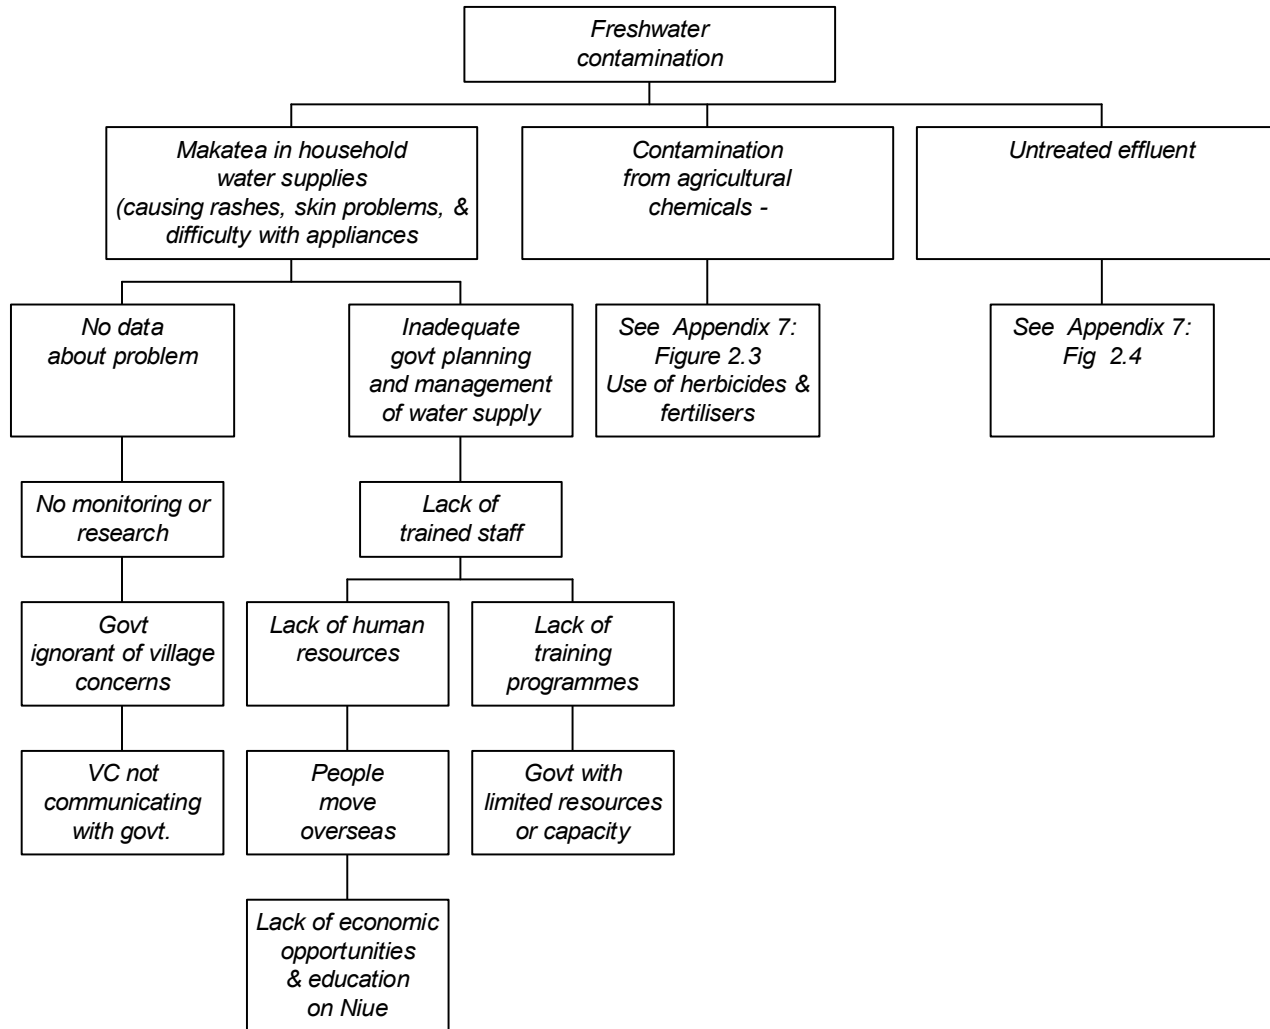 Freshwater
contamination
Makatea in household
water supplies
(causing rashes, skin problems, &
difficulty with appliances
Contamination
from agricultural
chemicals -
Untreated effluent
No data
about problem
Inadequate
govt planning
and management
of water supply
See Appendix 7:
Figure 2.3
Use of herbicides &
fertilisers
See Appendix 7:
Fig 2.4
No monitoring or
research
Lack of
trained staff
Govt
ignorant of village
concerns
Lack of human
resources
Lack of
training
programmes
VC not
communicating
with govt.
People
move
overseas
Govt with
limited resources
or capacity
Lack of economic
opportunities
& education
on Niue